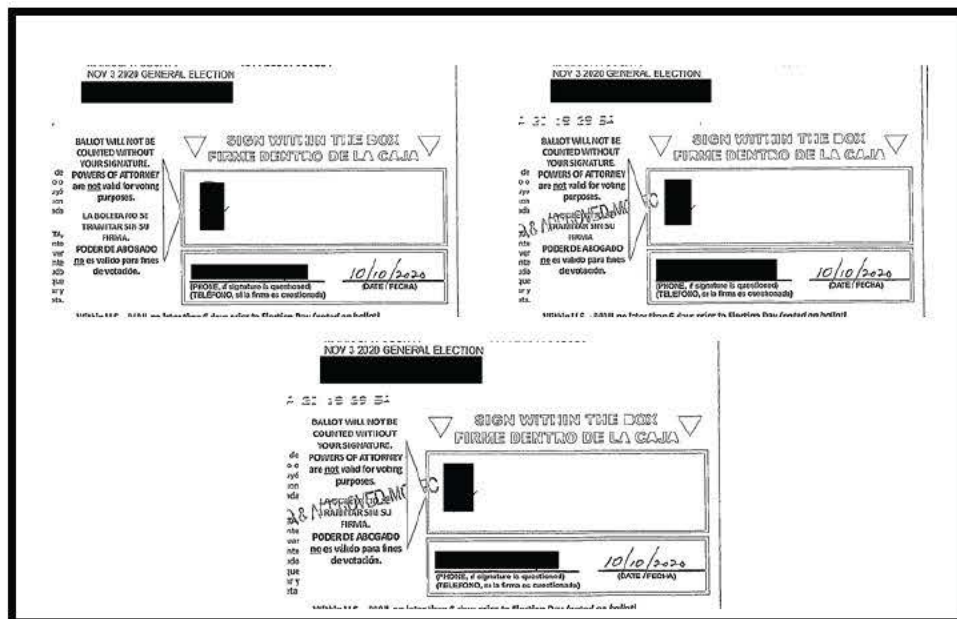 NOV 3 2020 GENERAL ELECTION
BALLOT WILL NOT BE
COUNTED WITHOUT
YOUR SIGNATURE.
POWERS OF ATTORNEY
are not valid for voting
purposes.
LA BOLETA NO SE
TRAMITAR SIN SU
FIRMA.
PODER DE ABOGADO
no es valido para fines
de votación.
SIGN WITHIN THE BOX
FIRME DENTRO DE LA CAJA
10/10/2020
(PHONE, if signature is questioned)
(DATE / FECHA)
(TELÉFONO, si la firma es cuestionada)
NOV 3 2020 GENERAL ELECTION
BALLOT WILL NOT BE
COUNTED WITHOUT
YOUR SIGNATURE.
POWERS OF ATTORNEY
are not valid for voting
purposes.
TRAMITAR SIN SU
FIRMA
PODER DE ABOGADO
no es valido para fines
de votación.
SIGN WITHIN THE BOX
FIRME DENTRO DE LA CAJA
10/10/2020
(PHONE, if signature is questioned)
(DATE / FECHA)
(TELÉFONO, si la firma es cuestionada)
NOV 3 2020 GENERAL ELECTION
BALLOT WILL NOT BE
COUNTED WITHOUT
YOUR SIGNATURE.
POWERS OF ATTORNEY
are not valid for voting
purposes.
TRAMITAR SIN SU
FIRMA.
PODER DE ABOGADO
no es válido para fines
de votación.
SIGN WITHIN THE BOX
FIRME DENTRO DE LA CAJA
10/10/2020
(PHONE, if signature is questioned)
(DATE / FECHA)
(TELÉFONO, si la firma es cuestionada)